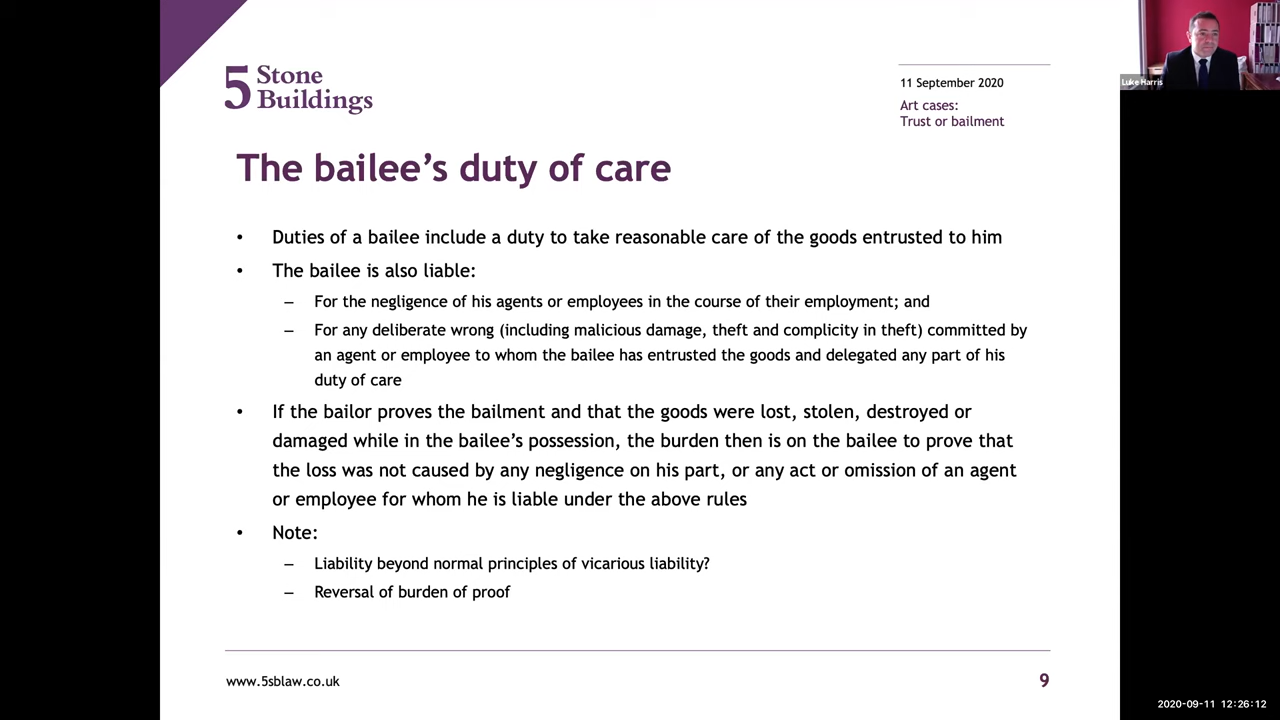 5 Stone
Buildings
11 September 2020
Art cases:
Trust or bailment
Luke Harris
The bailee’s duty of care
• Duties of a bailee include a duty to take reasonable care of the goods entrusted to him
• The bailee is also liable:
– For the negligence of his agents or employees in the course of their employment; and
– For any deliberate wrong (including malicious damage, theft and complicity in theft) committed by
an agent or employee to whom the bailee has entrusted the goods and delegated any part of his
duty of care
• If the bailor proves the bailment and that the goods were lost, stolen, destroyed or
damaged while in the bailee’s possession, the burden then is on the bailee to prove that
the loss was not caused by any negligence on his part, or any act or omission of an agent
or employee for whom he is liable under the above rules
• Note:
– Liability beyond normal principles of vicarious liability?
– Reversal of burden of proof
www.5sblaw.co.uk
9
2020-09-11 12:26:12